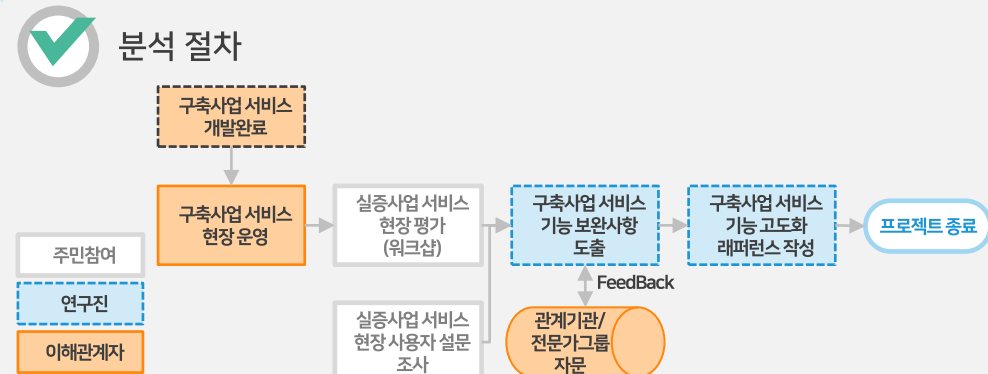 분석 절차
구축사업 서비스
개발완료
구축사업 서비스
현장 운영
실증사업 서비스
현장 평가
(워크샵)
구축사업 서비스
기능 보완사항
도출
구축사업 서비스
기능 고도화
래퍼런스 작성
프로젝트 종료
주민참여
연구진
이해관계자
FeedBack
실증사업 서비스
현장 사용자 설문
조사
관계기관/
전문가그룹
자문